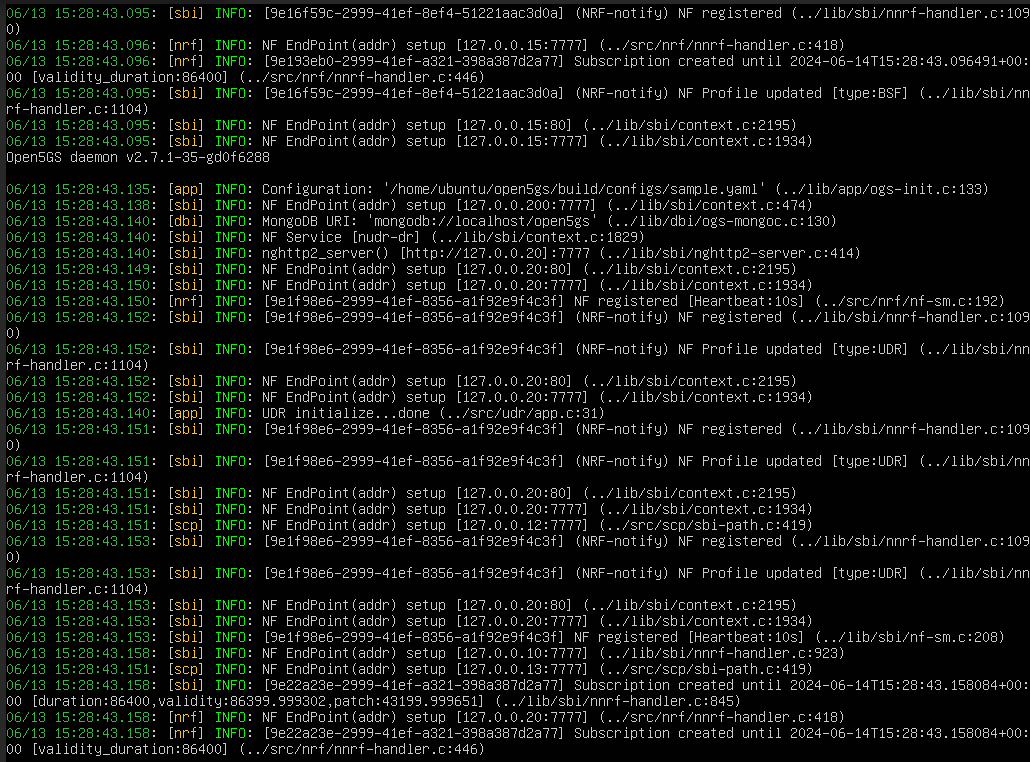 06/13 15:28:43.095: [sbi] INFO: [9e16f59c-2999-41ef-8ef4-51221aac3d0a] (NRF-notify) NF registered (../lib/sbi/nnrf-handler.c:109
0)
06/13 15:28:43.096: [nrf] INFO: NF EndPoint(addr) setup [127.0.0.15:7777] (../src/nrf/nnrf-handler.c:418)
06/13 15:28:43.096: [nrf] INFO: [9e193eb0-2999-41ef-a321-398a387d2a77] Subscription created until 2024-06-14T15:28:43.096491+00:
00 [validity_duration:86400] (../src/nrf/nnrf-handler.c:446)
06/13 15:28:43.095: [sbi] INFO: [9e16f59c-2999-41ef-8ef4-51221aac3d0a] (NRF-notify) NF Profile updated [type:BSF] (../lib/sbi/nn
rf-handler.c:1104)
06/13 15:28:43.095: [sbi] INFO: NF EndPoint(addr) setup [127.0.0.15:80] (../lib/sbi/context.c:2195)
06/13 15:28:43.095: [sbi] INFO: NF EndPoint(addr) setup [127.0.0.15:7777] (../lib/sbi/context.c:1934)
Open5GS daemon v2.7.1-35-gd0f6288
06/13 15:28:43.135: [app] INFO: Configuration: '/home/ubuntu/open5gs/build/configs/sample.yaml' (../lib/app/ogs-init.c:133)
06/13 15:28:43.138: [sbi] INFO: NF EndPoint(addr) setup [127.0.0.200:7777] (../lib/sbi/context.c:474)
06/13 15:28:43.140: [dbi] INFO: MongoDB URI: 'mongodb://localhost/open5gs' (../lib/dbi/ogs-mongoc.c:130)
06/13 15:28:43.140: [sbi] INFO: NF Service [nudr-dr] (../lib/sbi/context.c:1829)
06/13 15:28:43.140: [sbi] INFO: nghttp2_server() [http://127.0.0.20]:7777 (../lib/sbi/nghttp2-server.c:414)
06/13 15:28:43.149: [sbi] INFO: NF EndPoint(addr) setup [127.0.0.20:80] (../lib/sbi/context.c:2195)
06/13 15:28:43.150: [sbi] INFO: NF EndPoint(addr) setup [127.0.0.20:7777] (../lib/sbi/context.c:1934)
06/13 15:28:43.150: [nrf] INFO: [9e1f98e6-2999-41ef-8356-a1f92e9f4c3f] NF registered [Heartbeat:10s] (../src/nrf/nf-sm.c:192)
06/13 15:28:43.152: [sbi] INFO: [9e1f98e6-2999-41ef-8356-a1f92e9f4c3f] (NRF-notify) NF registered (../lib/sbi/nnrf-handler.c:109
0)
06/13 15:28:43.152: [sbi] INFO: [9e1f98e6-2999-41ef-8356-a1f92e9f4c3f] (NRF-notify) NF Profile updated [type:UDR] (../lib/sbi/nn
rf-handler.c:1104)
06/13 15:28:43.152: [sbi] INFO: NF EndPoint(addr) setup [127.0.0.20:80] (../lib/sbi/context.c:2195)
06/13 15:28:43.152: [sbi] INFO: NF EndPoint(addr) setup [127.0.0.20:7777] (../lib/sbi/context.c:1934)
06/13 15:28:43.140: [app] INFO: UDR initialize...done (../src/udr/app.c:31)
06/13 15:28:43.151: [sbi] INFO: [9e1f98e6-2999-41ef-8356-a1f92e9f4c3f] (NRF-notify) NF registered (../lib/sbi/nnrf-handler.c:109
0)
06/13 15:28:43.151: [sbi] INFO: [9e1f98e6-2999-41ef-8356-a1f92e9f4c3f] (NRF-notify) NF Profile updated [type:UDR] (../lib/sbi/nn
rf-handler.c:1104)
06/13 15:28:43.151: [sbi] INFO: NF EndPoint(addr) setup [127.0.0.20:80] (../lib/sbi/context.c:2195)
06/13 15:28:43.151: [sbi] INFO: NF EndPoint(addr) setup [127.0.0.20:7777] (../lib/sbi/context.c:1934)
06/13 15:28:43.151: [scp] INFO: NF EndPoint(addr) setup [127.0.0.12:7777] (../src/scp/sbi-path.c:419)
06/13 15:28:43.153: [sbi] INFO: [9e1f98e6-2999-41ef-8356-a1f92e9f4c3f] (NRF-notify) NF registered (../lib/sbi/nnrf-handler.c:109
0)
06/13 15:28:43.153: [sbi] INFO: [9e1f98e6-2999-41ef-8356-a1f92e9f4c3f] (NRF-notify) NF Profile updated [type:UDR] (../lib/sbi/nn
rf-handler.c:1104)
06/13 15:28:43.153: [sbi] INFO: NF EndPoint(addr) setup [127.0.0.20:80] (../lib/sbi/context.c:2195)
06/13 15:28:43.153: [sbi] INFO: NF EndPoint(addr) setup [127.0.0.20:7777] (../lib/sbi/context.c:1934)
06/13 15:28:43.153: [sbi] INFO: [9e1f98e6-2999-41ef-8356-a1f92e9f4c3f] NF registered [Heartbeat:10s] (../lib/sbi/nf-sm.c:208)
06/13 15:28:43.158: [sbi] INFO: NF EndPoint(addr) setup [127.0.0.10:7777] (../lib/sbi/nnrf-handler.c:923)
06/13 15:28:43.151: [scp] INFO: NF EndPoint(addr) setup [127.0.0.13:7777] (../src/scp/sbi-path.c:419)
06/13 15:28:43.158: [sbi] INFO: [9e22a23e-2999-41ef-a321-398a387d2a77] Subscription created until 2024-06-14T15:28:43.158084+00:
00 [duration:86400,validity:86399.999302,patch:43199.999651] (../lib/sbi/nnrf-handler.c:845)
06/13 15:28:43.158: [nrf] INFO: NF EndPoint(addr) setup [127.0.0.20:7777] (../src/nrf/nnrf-handler.c:418)
06/13 15:28:43.158: [nrf] INFO: [9e22a23e-2999-41ef-a321-398a387d2a77] Subscription created until 2024-06-14T15:28:43.158084+00:
00 [validity_duration:86400] (../src/nrf/nnrf-handler.c:446)